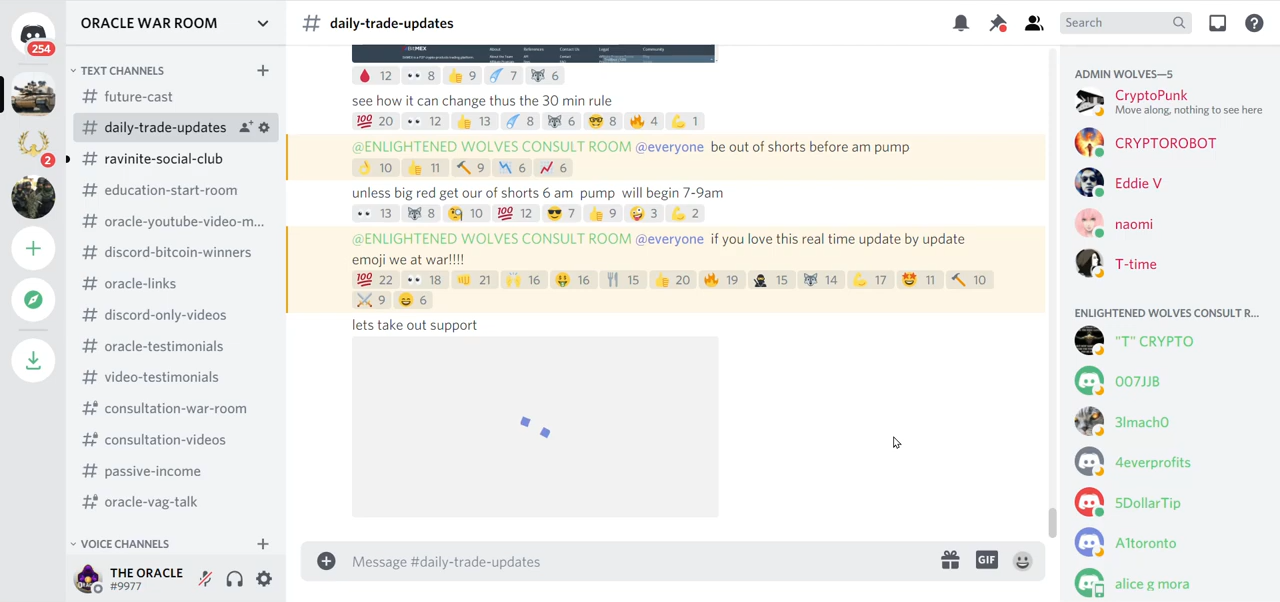 ORACLE WAR ROOM
254
2
TEXT CHANNELS
future-cast
daily-trade-updates
ravinite-social-club
education-start-room
oracle-youtube-video-m...
discord-bitcoin-winners
oracle-links
discord-only-videos
oracle-testimonials
video-testimonials
consultation-war-room
consultation-videos
passive-income
oracle-vag-talk
VOICE CHANNELS
THE ORACLE
#9977
daily-trade-updates
Search
12 8 9 7 6
see how it can change thus the 30 min rule
20 12 13 8 6 8 4 1
@ENLIGHTENED WOLVES CONSULT ROOM @everyone be out of shorts before am pump
10 11 9 6 6
unless big red get our of shorts 6 am pump will begin 7-9am
13 8 10 12 7 9 3 2
@ENLIGHTENED WOLVES CONSULT ROOM @everyone if you love this real time update by update
emoji we at war!!!!
22 18 21 16 16 15 20 19 15 14 17 11 10
9 6
lets take out support
Message #daily-trade-updates
GIF
ADMIN WOLVES—5
CryptoPunk
Move along, nothing to see here
CRYPTOROBOT
Eddie V
naomi
T-time
ENLIGHTENED WOLVES CONSULT R...
"T" CRYPTO
007JJB
3lmach0
4everprofits
5DollarTip
A1toronto
alice g mora